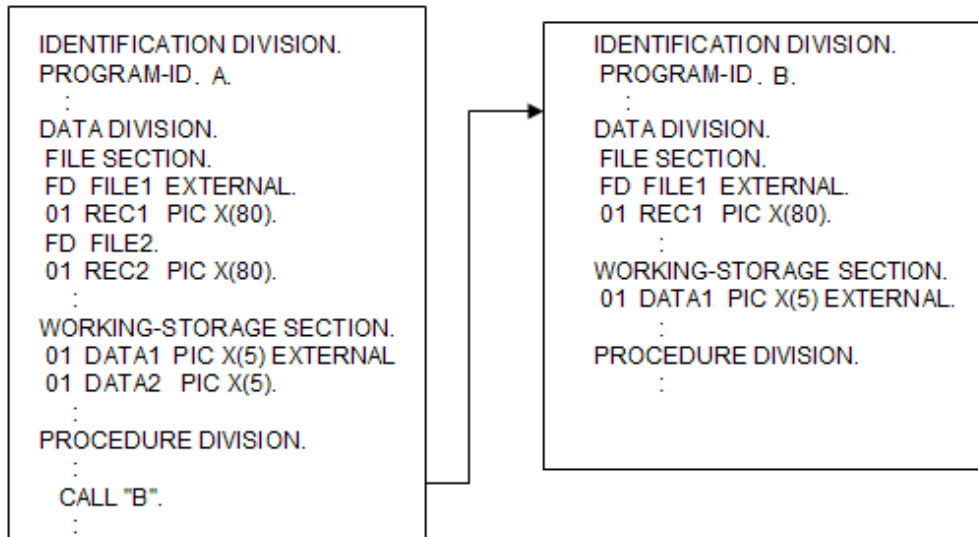 IDENTIFICATION DIVISION.
PROGRAM-ID. A.
:
DATA DIVISION.
FILE SECTION.
FD FILE1 EXTERNAL.
01 REC1 PIC X(80).
FD FILE2.
01 REC2 PIC X(80).
:
WORKING-STORAGE SECTION.
01 DATA1 PIC X(5) EXTERNAL
01 DATA2 PIC X(5).
:
PROCEDURE DIVISION.
:
CALL "B".
:
IDENTIFICATION DIVISION.
PROGRAM-ID. B.
:
DATA DIVISION.
FILE SECTION.
FD FILE1 EXTERNAL.
01 REC1 PIC X(80).
:
WORKING-STORAGE SECTION.
01 DATA1 PIC X(5) EXTERNAL.
:
PROCEDURE DIVISION.
: